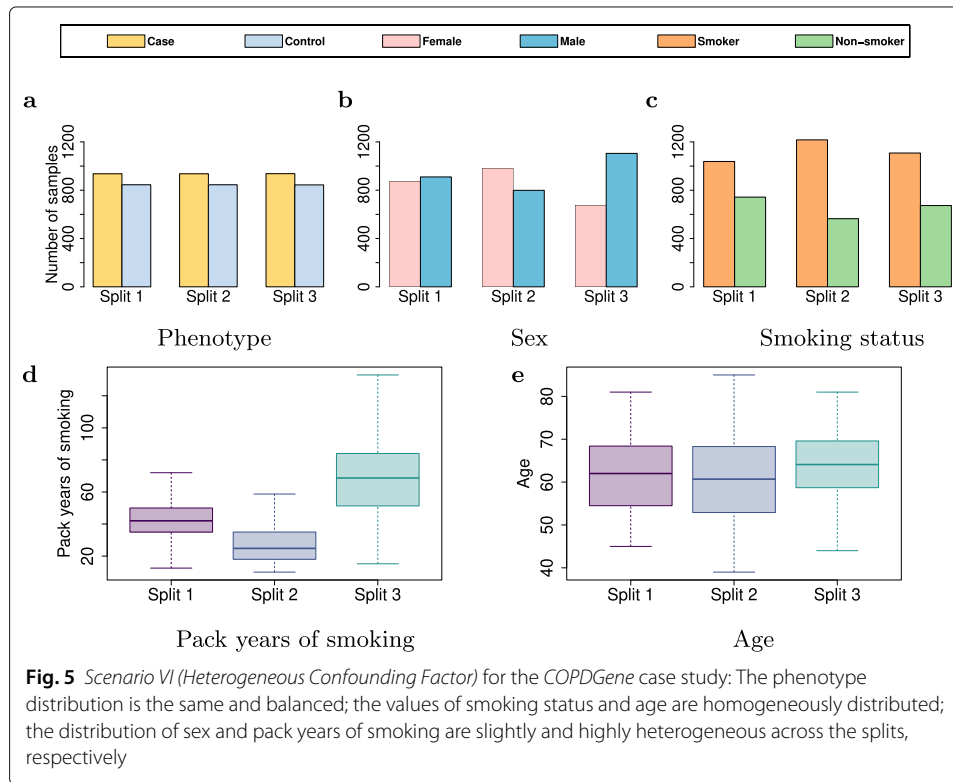 Case Control Female Male Smoker Non−smoker
a b c
Number of samples
0 400 800 1200
Split 1 Split 2 Split 3
Phenotype
0 400 800 1200
Split 1 Split 2 Split 3
Sex
0 400 800 1200
Split 1 Split 2 Split 3
Smoking status
d
Pack years of smoking
20 60 100
Split 1 Split 2 Split 3
Pack years of smoking
e
Age
40 50 60 70 80
Split 1 Split 2 Split 3
Age
Fig. 5 Scenario VI (Heterogeneous Confounding Factor) for the COPDGene case study: The phenotype
distribution is the same and balanced; the values of smoking status and age are homogeneously distributed;
the distribution of sex and pack years of smoking are slightly and highly heterogeneous across the splits,
respectively